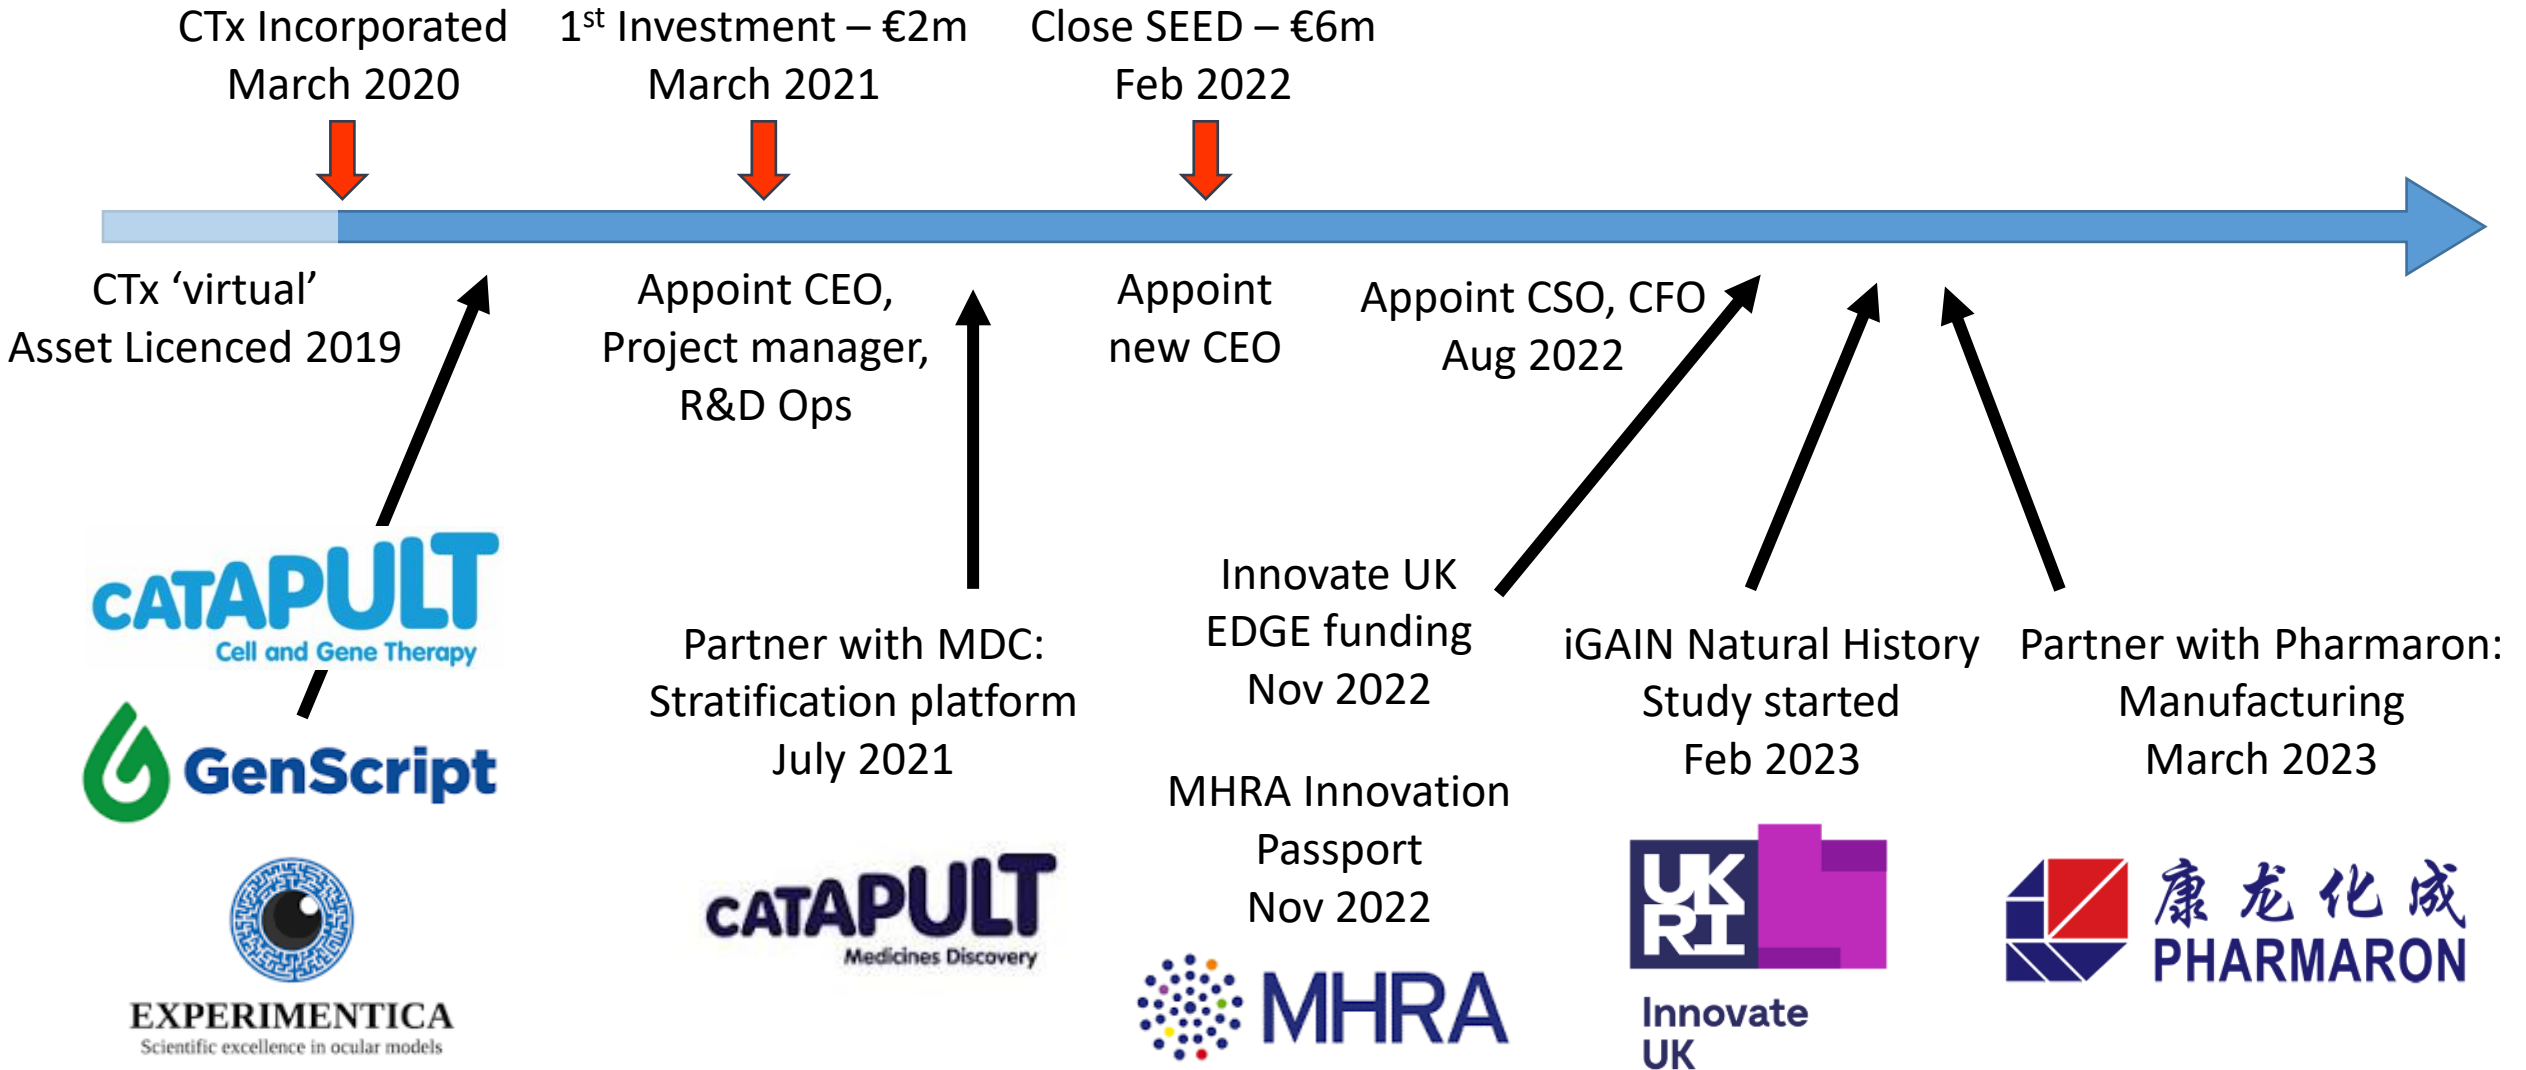 CTx Incorporated
March 2020
1st Investment – €2m
March 2021
Close SEED – €6m
Feb 2022
CTx ‘virtual’
Asset Licenced 2019
Appoint CEO,
Project manager,
R&D Ops
Appoint
new CEO
Appoint CSO, CFO
Aug 2022
CATAPULT
Cell and Gene Therapy
GenScript
EXPERIMENTICA
Scientific excellence in ocular models
Partner with MDC:
Stratification platform
July 2021
CATAPULT
Medicines Discovery
Innovate UK
EDGE funding
Nov 2022
MHRA Innovation
Passport
Nov 2022
MHRA
iGAIN Natural History
Study started
Feb 2023
UK
RI
Innovate
UK
Partner with Pharmaron:
Manufacturing
March 2023
康龙化成
PHARMARON